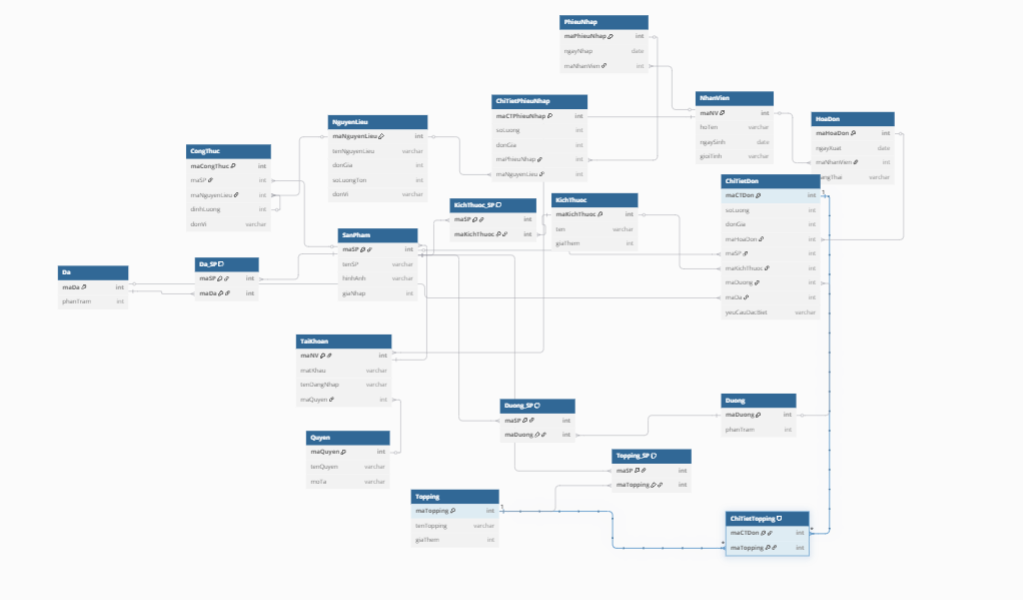 PhieuNhap
maPhieuNhap int
ngayNhap date
maNhanVien int
NhanVien
maNV int
hoTen varchar
ngaySinh date
gioiTinh varchar
ChiTietPhieuNhap
maCTPhieuNhap int
soLuong int
donGia int
maPhieuNhap int
maNguyenLieu int
HoaDon
maHoaDon int
ngayXuat date
maNhanVien int
angThai varchar
NguyenLieu
maNguyenLieu int
tenNguyenLieu varchar
donGia int
soLuongTon int
donVi varchar
CongThuc
maCongThuc int
maSP int
maNguyenLieu int
dinhLuong int
donVi varchar
ChiTietDon
maCTDon int
soLuong int
donGia int
maHoaDon int
maSP int
maKichThuoc int
maDuong int
maDa int
yeuCauDacBiet varchar
KichThuoc_SP
maSP int
maKichThuoc int
KichThuoc
maKichThuoc int
ten varchar
giaThem int
SanPham
maSP int
tenSP varchar
hinhAnh varchar
giaNhap int
Da_SP
maSP int
maDa int
Da
maDa int
phanTram int
TaiKhoan
maNV int
matKhau varchar
tenDangNhap varchar
maQuyen int
Quyen
maQuyen int
tenQuyen varchar
moTa varchar
Duong_SP
maSP int
maDuong int
Duong
maDuong int
phanTram int
Topping_SP
maSP int
maTopping int
Topping
maTopping int
tenTopping varchar
giaThem int
ChiTietTopping
maCTDon int
maTopping int